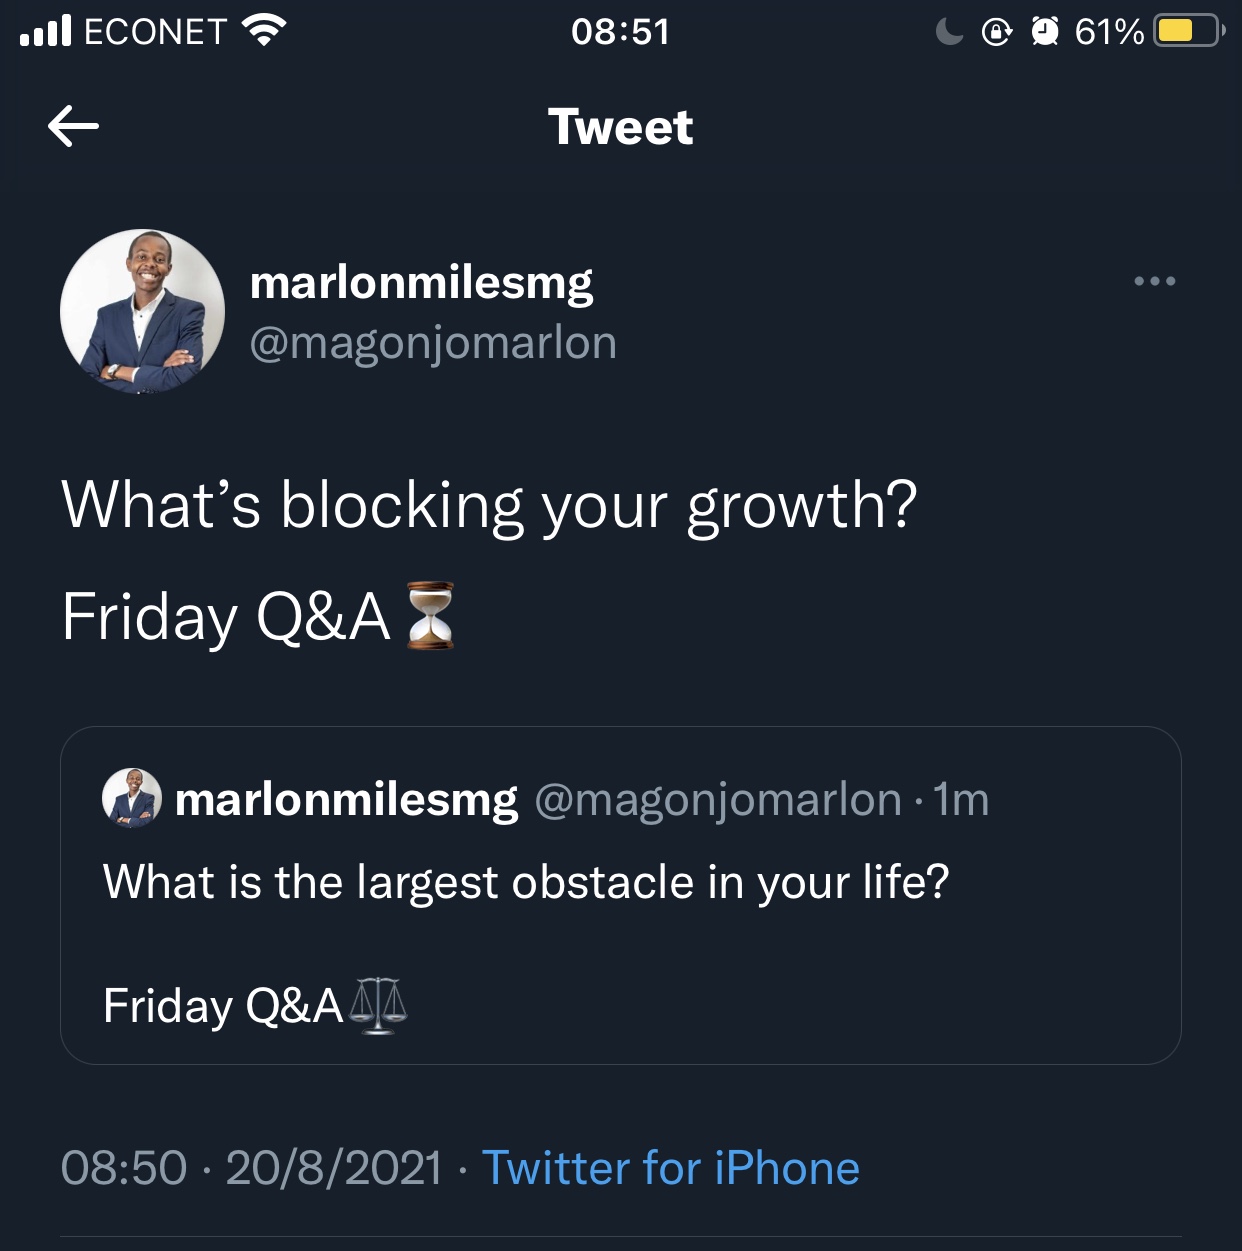 ECONET 08:51 61%
Tweet
marlonmilesmg
@magonjomarlon
What’s blocking your growth?
Friday Q&A⏳
marlonmilesmg @magonjomarlon · 1m
What is the largest obstacle in your life?
Friday Q&A⚖️
08:50 · 20/8/2021 · Twitter for iPhone